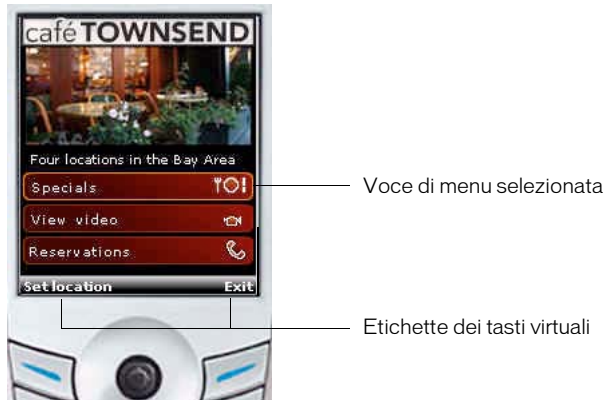 café TOWNSEND
Four locations in the Bay Area
Specials
Voce di menu selezionata
View video
Reservations
Set location Exit
Etichette dei tasti virtuali